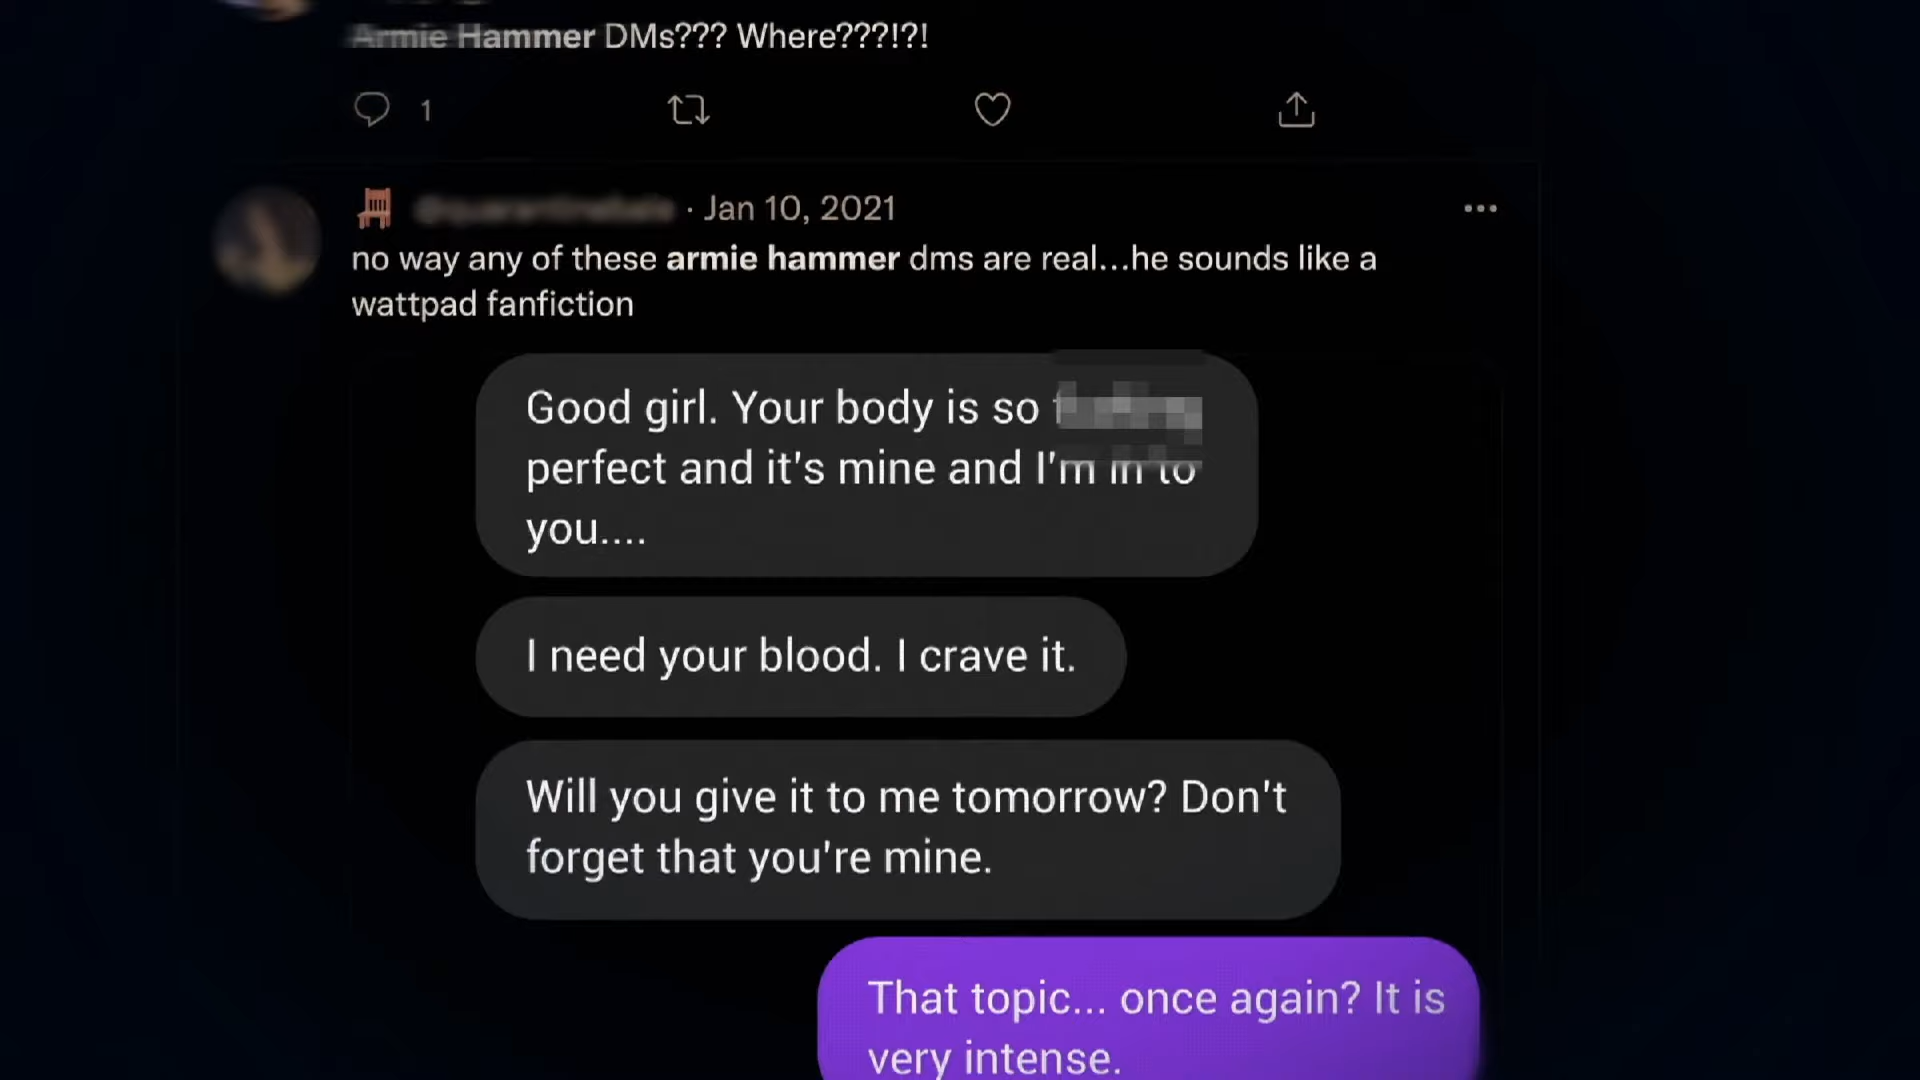 Armie Hammer DMs??? Where???!?!
1
· Jan 10, 2021
no way any of these armie hammer dms are real...he sounds like a
wattpad fanfiction
Good girl. Your body is so
perfect and it's mine and I'm in to
you....
I need your blood. I crave it.
Will you give it to me tomorrow? Don't
forget that you're mine.
That topic... once again? It is
very intense.